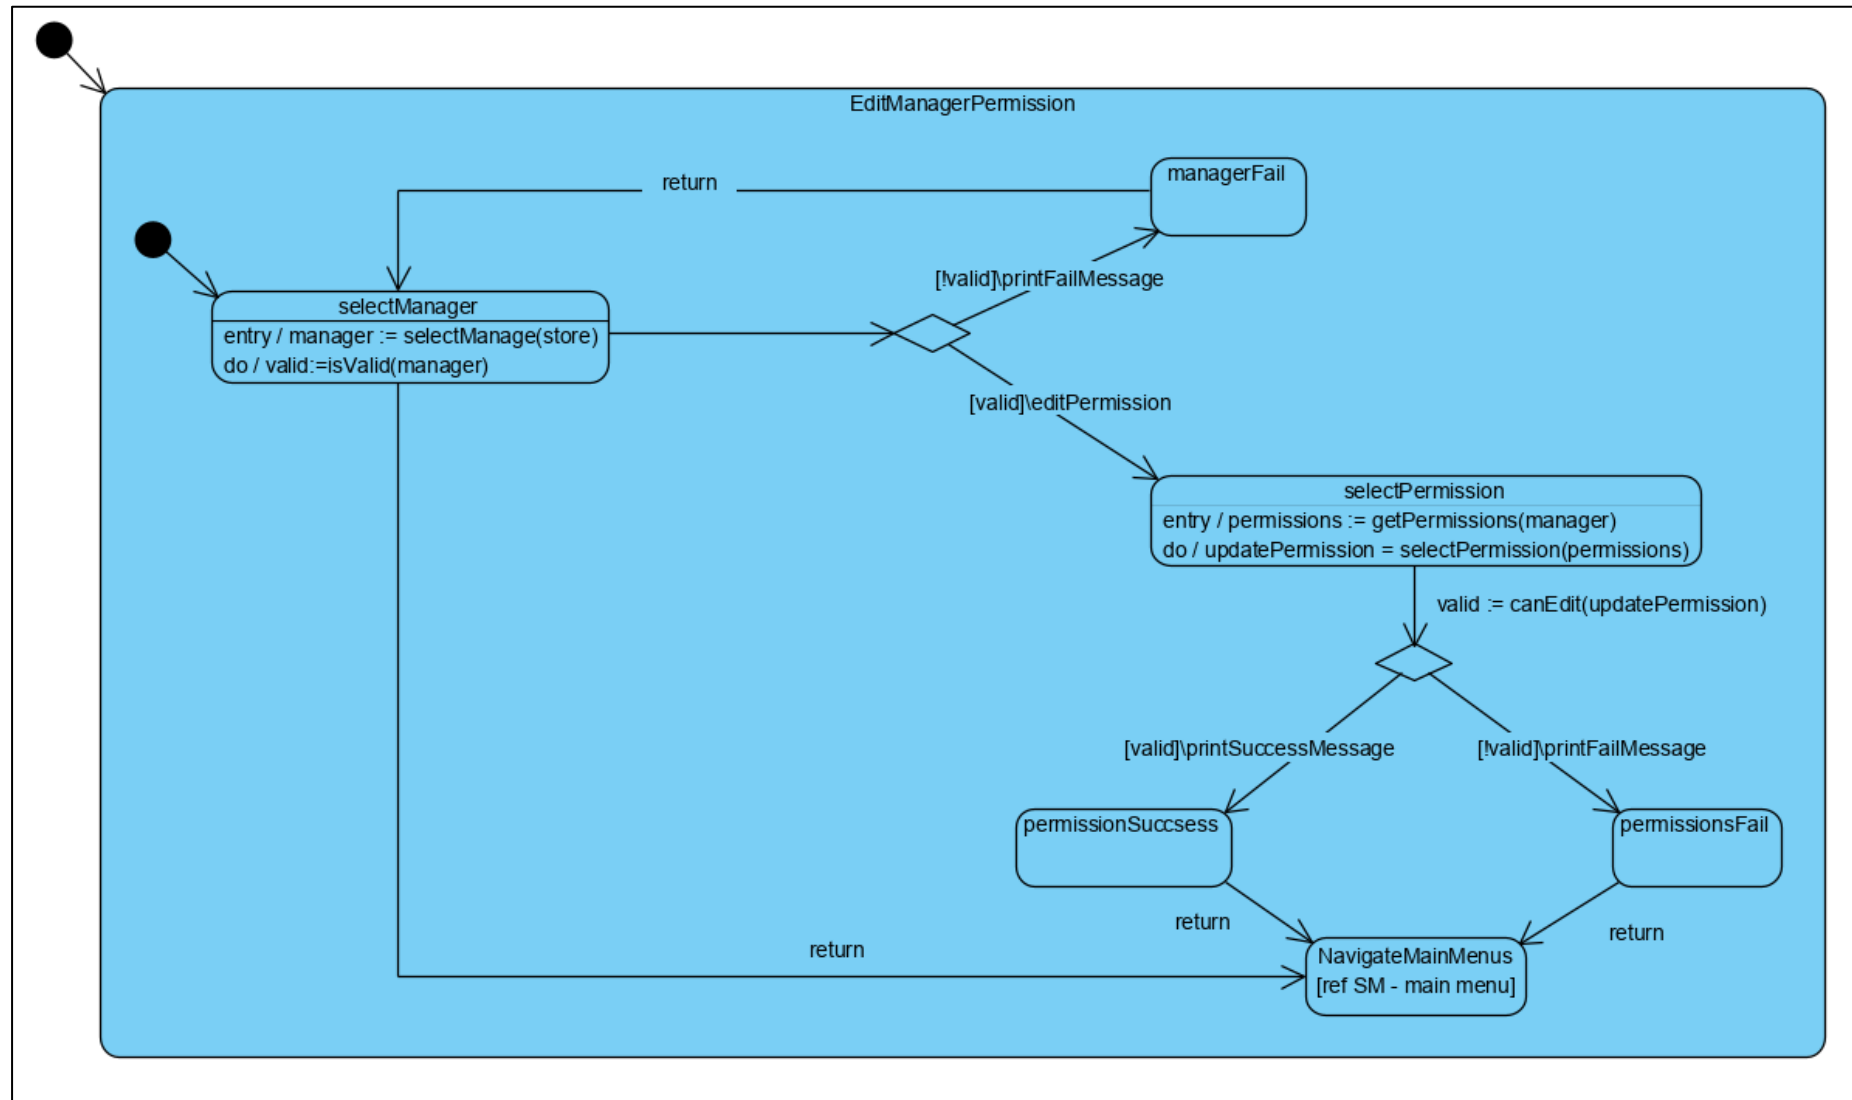 EditManagerPermission
managerFail
return
[!valid]\printFailMessage
selectManager
entry / manager := selectManage(store)
do / valid:=isValid(manager)
[valid]\editPermission
selectPermission
entry / permissions := getPermissions(manager)
do / updatePermission = selectPermission(permissions)
valid := canEdit(updatePermission)
[valid]\printSuccessMessage
[!valid]\printFailMessage
permissionSuccsess
permissionsFail
return
return
return
NavigateMainMenus
[ref SM - main menu]